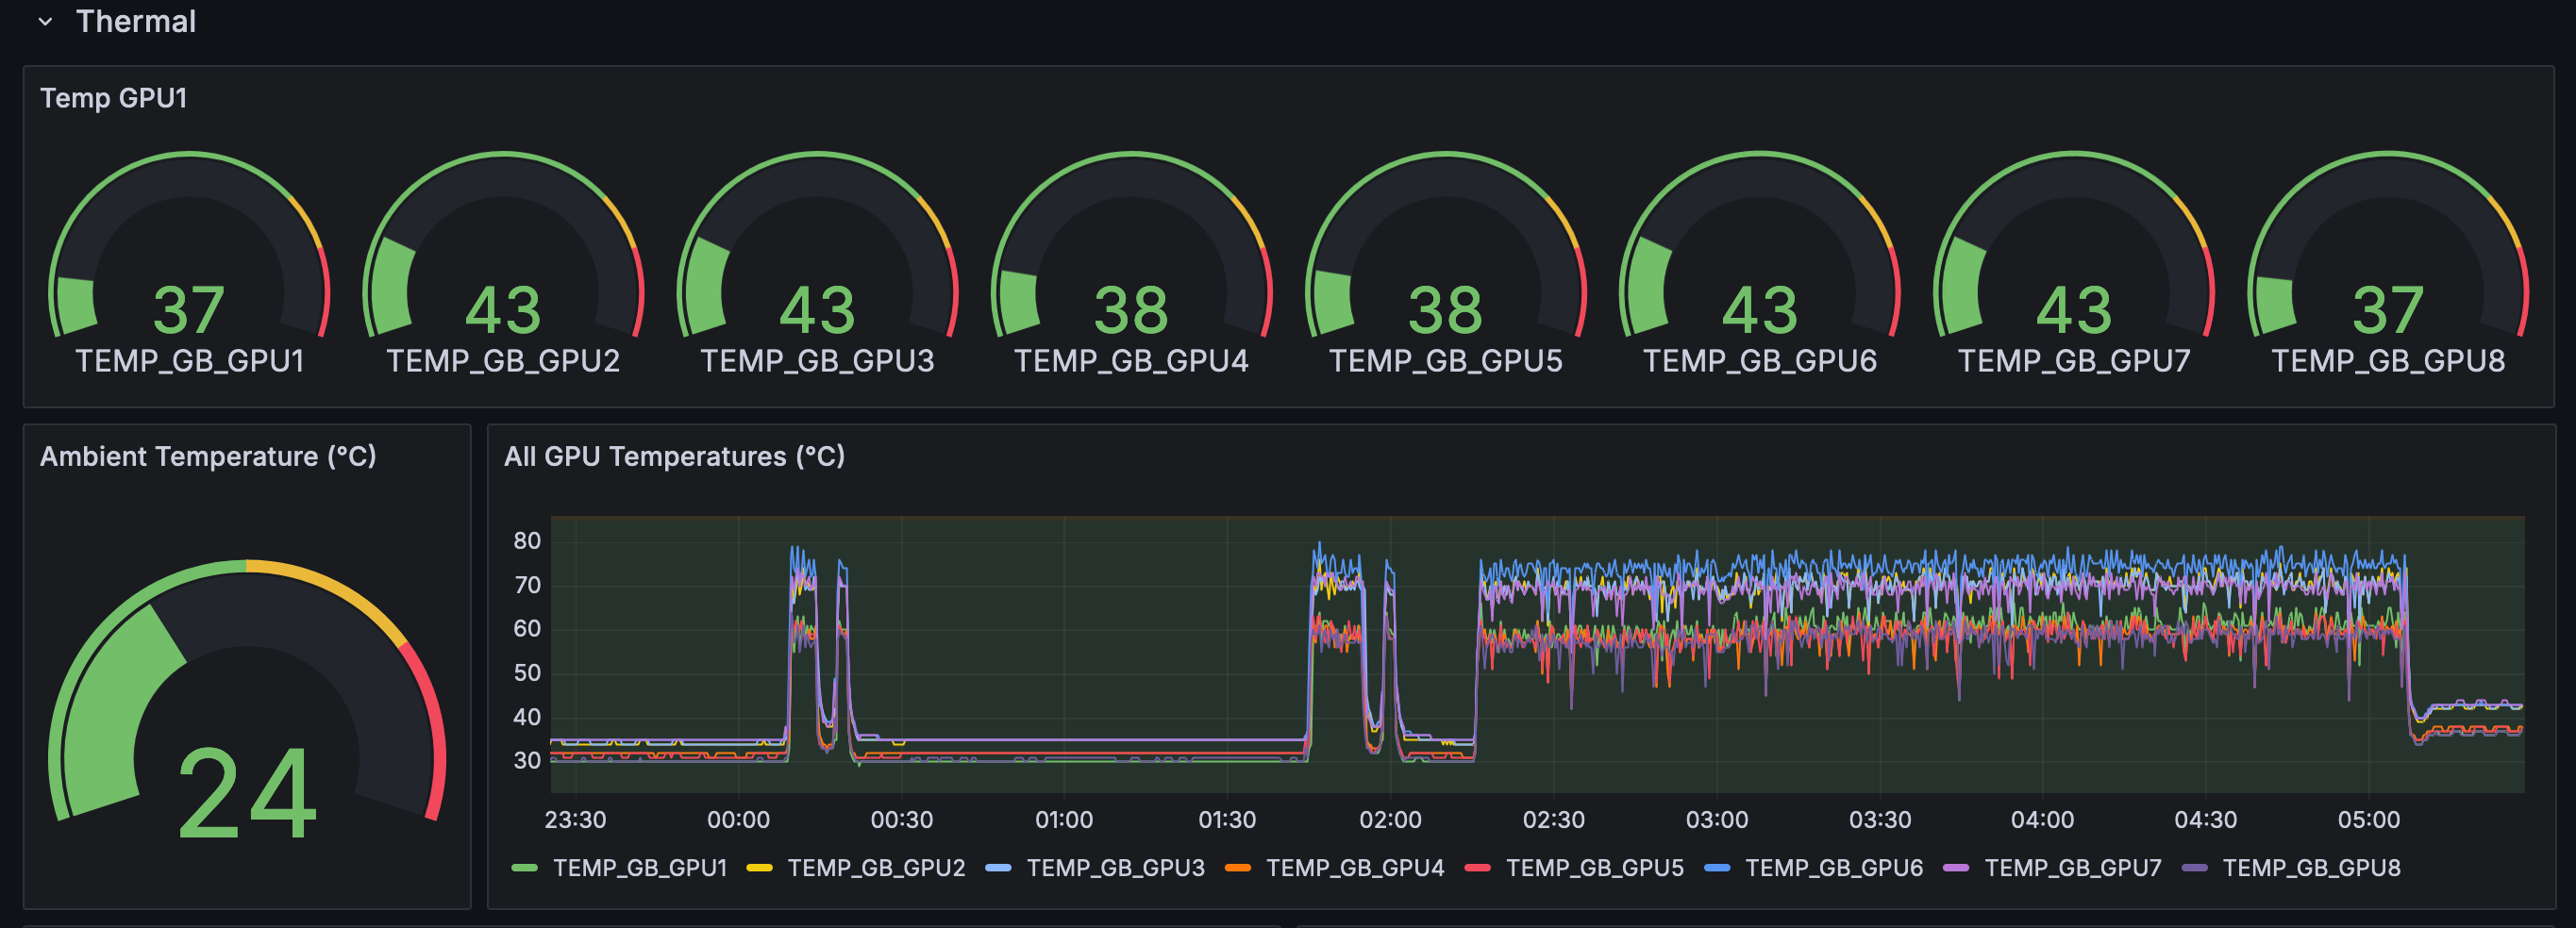 Thermal
Temp GPU1
37 43 43 38 38 43 43 37
TEMP_GB_GPU1 TEMP_GB_GPU2 TEMP_GB_GPU3 TEMP_GB_GPU4 TEMP_GB_GPU5 TEMP_GB_GPU6 TEMP_GB_GPU7 TEMP_GB_GPU8
Ambient Temperature (°C)
24
All GPU Temperatures (°C)
80
70
60
50
40
30
23:30 00:00 00:30 01:00 01:30 02:00 02:30 03:00 03:30 04:00 04:30 05:00
TEMP_GB_GPU1 TEMP_GB_GPU2 TEMP_GB_GPU3 TEMP_GB_GPU4 TEMP_GB_GPU5 TEMP_GB_GPU6 TEMP_GB_GPU7 TEMP_GB_GPU8